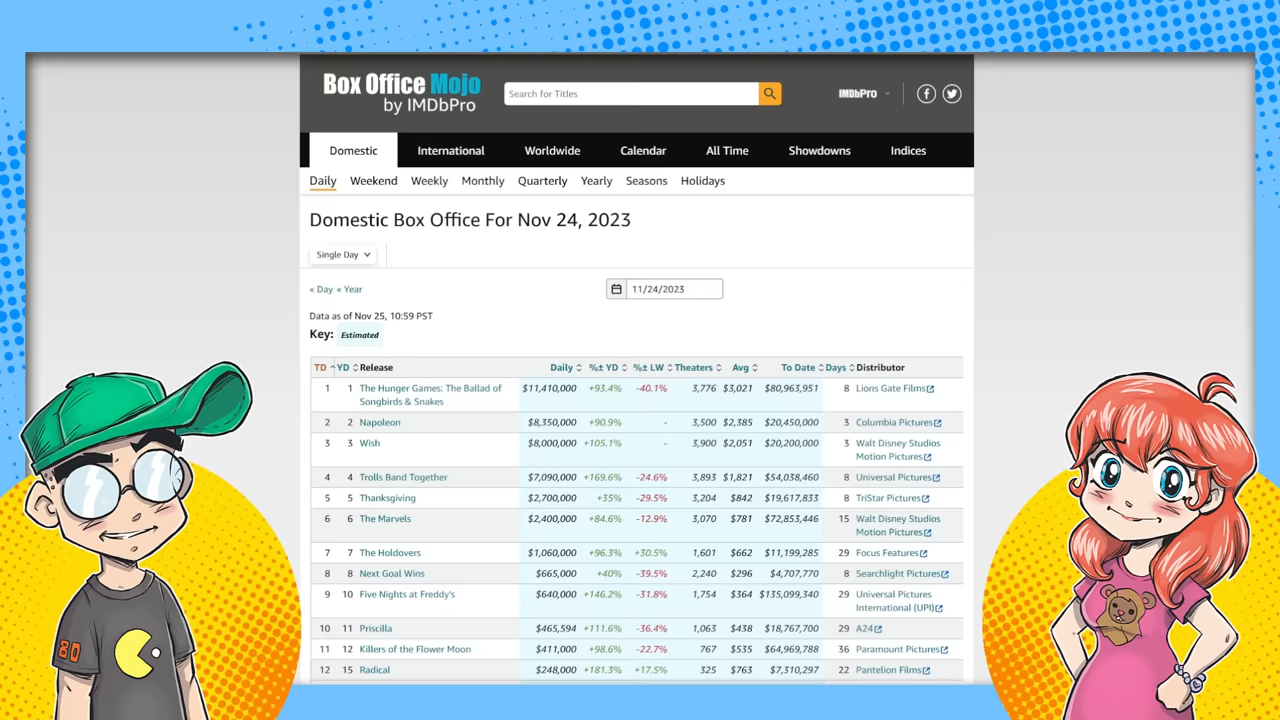 Box Office Mojo
by IMDbPro
Search for Titles
IMDbPro
Domestic International Worldwide Calendar All Time Showdowns Indices
Daily Weekend Weekly Monthly Quarterly Yearly Seasons Holidays
Domestic Box Office For Nov 24, 2023
Single Day
« Day « Year
11/24/2023
Data as of Nov 25, 10:59 PST
Key: Estimated
TD YD Release Daily %± YD %± LW Theaters Avg To Date Days Distributor
1 1 The Hunger Games: The Ballad of Songbirds & Snakes $11,410,000 +93.4% -40.1% 3,776 $3,021 $80,963,951 8 Lions Gate Films
2 2 Napoleon $8,350,000 +90.9% - 3,500 $2,385 $20,450,000 3 Columbia Pictures
3 3 Wish $8,000,000 +105.1% - 3,900 $2,051 $20,200,000 3 Walt Disney Studios Motion Pictures
4 4 Trolls Band Together $7,090,000 +169.6% -24.6% 3,893 $1,821 $54,038,460 8 Universal Pictures
5 5 Thanksgiving $2,700,000 +35% -29.5% 3,204 $842 $19,617,833 8 TriStar Pictures
6 6 The Marvels $2,400,000 +84.6% -12.9% 3,070 $781 $72,853,446 15 Walt Disney Studios Motion Pictures
7 7 The Holdovers $1,060,000 +96.3% +30.5% 1,601 $662 $11,199,285 29 Focus Features
8 8 Next Goal Wins $665,000 +40% -39.5% 2,240 $296 $4,707,770 8 Searchlight Pictures
9 10 Five Nights at Freddy's $640,000 +146.2% -31.8% 1,754 $364 $135,099,340 29 Universal Pictures International (UPI)
10 11 Priscilla $465,594 +111.6% -36.4% 1,063 $438 $18,767,700 29 A24
11 12 Killers of the Flower Moon $411,000 +98.6% -22.7% 767 $535 $64,969,788 36 Paramount Pictures
12 15 Radical $248,000 +181.3% +17.5% 325 $763 $7,310,297 22 Pantelion Films
80